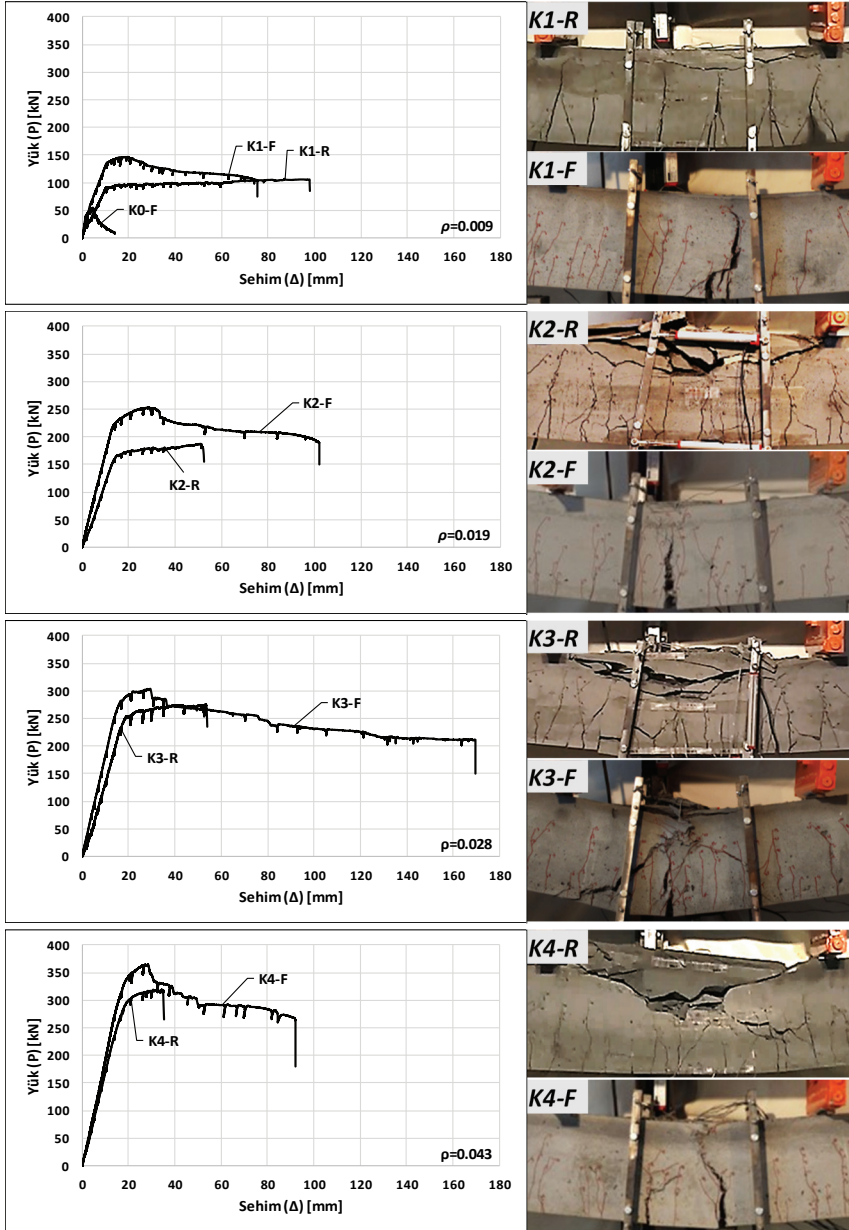 400
350
300
250
200
150
100
50
0
Yük (P) [kN]
K1-F
K1-R
K0-F
ρ=0.009
0 20 40 60 80 100 120 140 160 180
Sehim (Δ) [mm]
K1-R
K1-F
400
350
300
250
200
150
100
50
0
Yük (P) [kN]
K2-F
K2-R
ρ=0.019
0 20 40 60 80 100 120 140 160 180
Sehim (Δ) [mm]
K2-R
K2-F
400
350
300
250
200
150
100
50
0
Yük (P) [kN]
K3-F
K3-R
ρ=0.028
0 20 40 60 80 100 120 140 160 180
Sehim (Δ) [mm]
K3-R
K3-F
400
350
300
250
200
150
100
50
0
Yük (P) [kN]
K4-F
K4-R
ρ=0.043
0 20 40 60 80 100 120 140 160 180
Sehim (Δ) [mm]
K4-R
K4-F